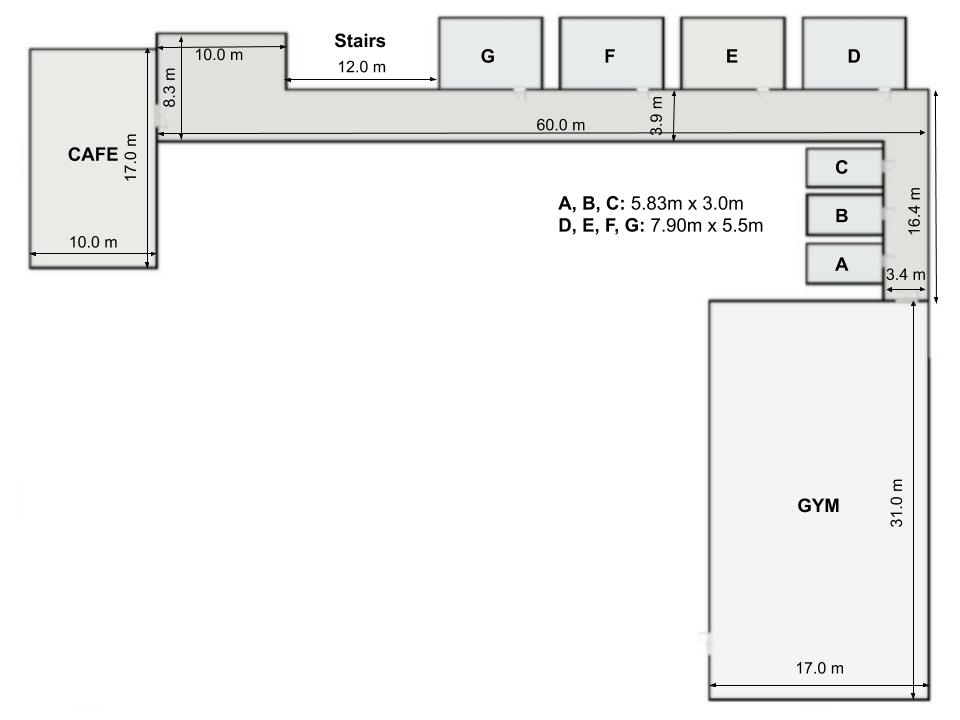 Stairs
G
F
E
D
10.0 m
12.0 m
8.3 m
3.9 m
60.0 m
CAFE
17.0 m
C
A, B, C: 5.83m x 3.0m
D, E, F, G: 7.90m x 5.5m
B
16.4 m
10.0 m
A
3.4 m
GYM
31.0 m
17.0 m